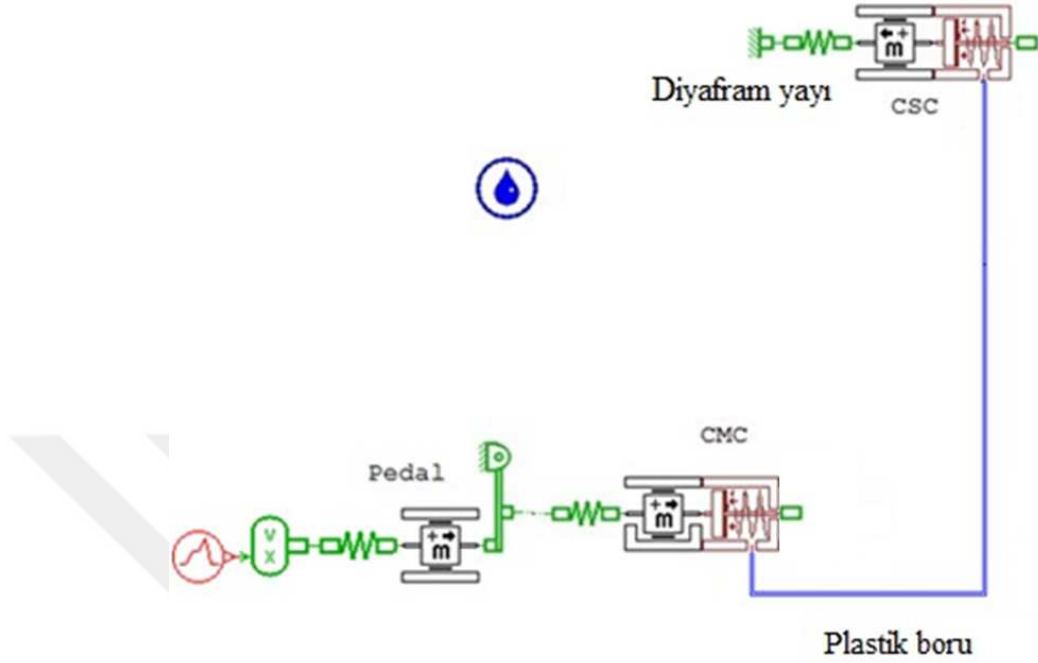 Diyafram yayı
m
CSC
CMC
Pedal
v
x
m
m
Plastik boru